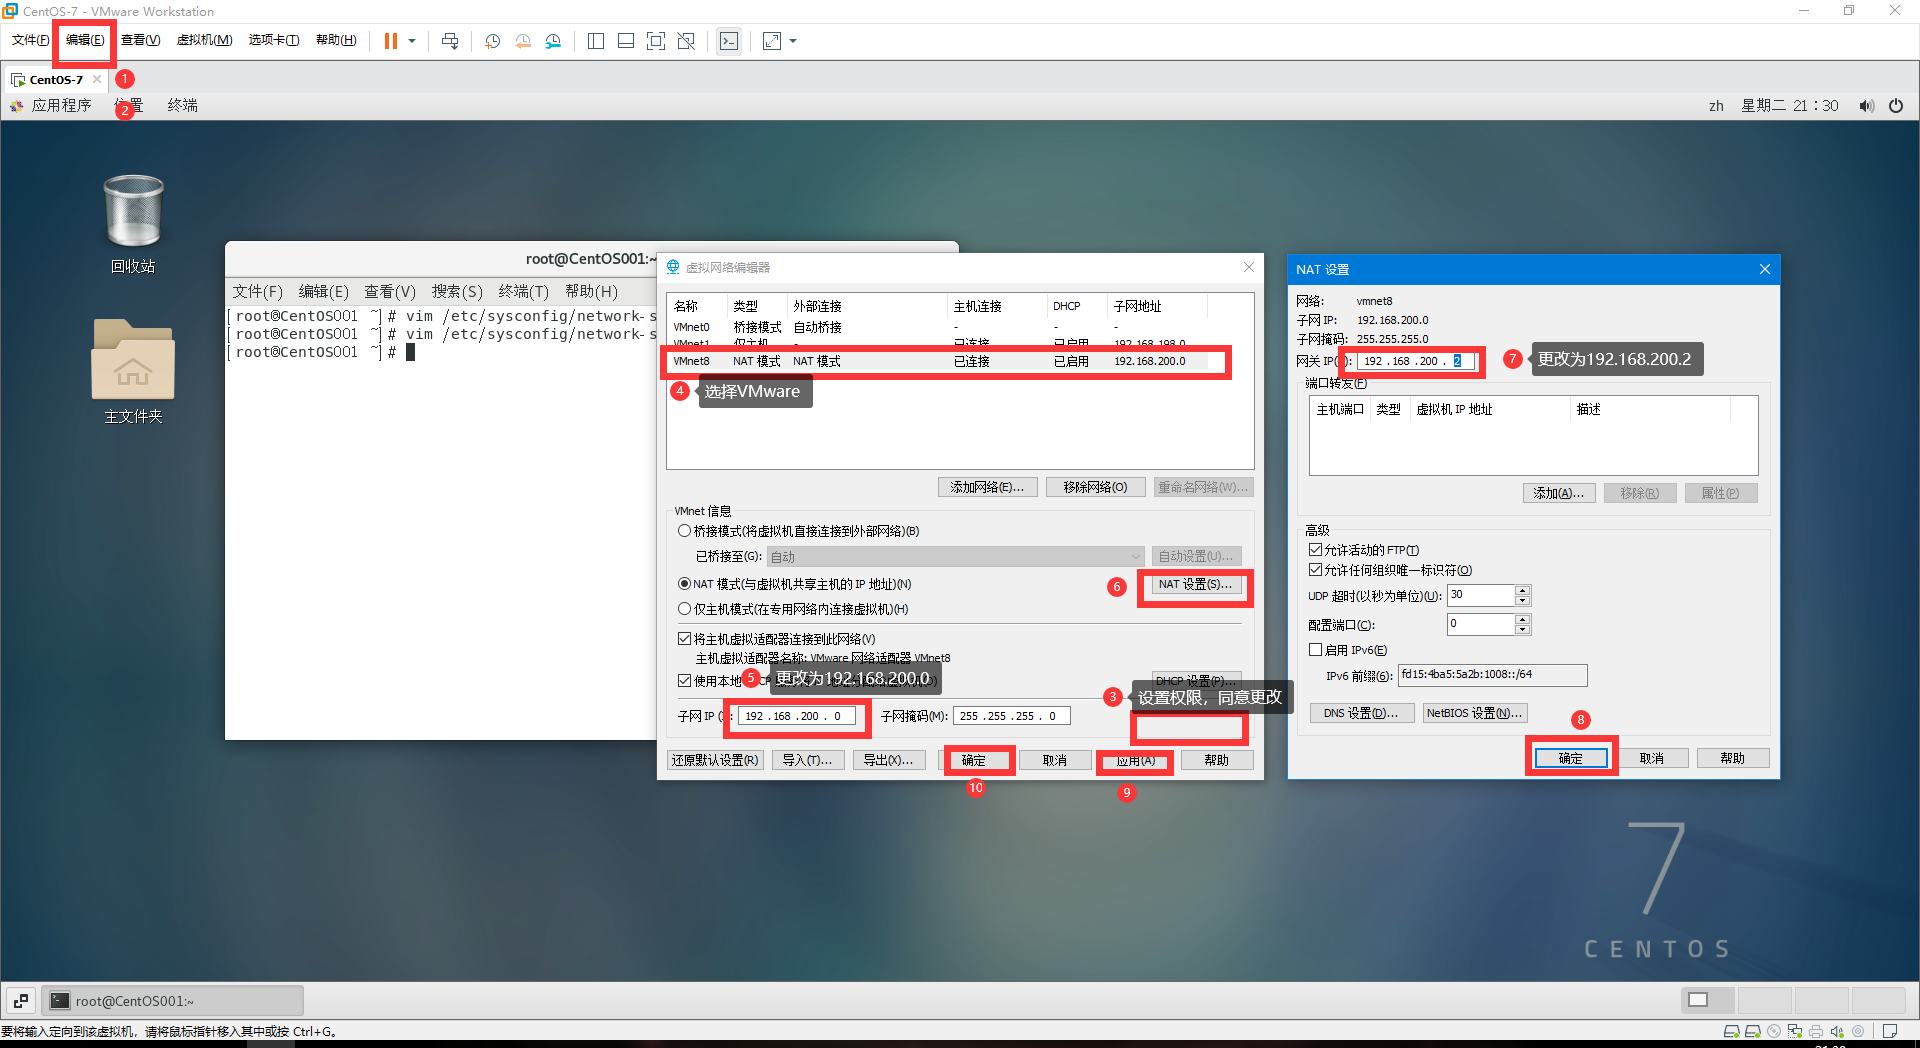 CentOS-7 - VMware Workstation
文件(F) 编辑(E) 查看(V) 虚拟机(M) 选项卡(T) 帮助(H)
CentOS-7
1
应用程序 位置 终端
2
zh 星期二 21：30
回收站
主文件夹
root@CentOS001:~
文件(F) 编辑(E) 查看(V) 搜索(S) 终端(T) 帮助(H)
[root@CentOS001 ~]# vim /etc/sysconfig/network-s
[root@CentOS001 ~]# vim /etc/sysconfig/network-s
[root@CentOS001 ~]#
虚拟网络编辑器
名称 类型 外部连接 主机连接 DHCP 子网地址
VMnet0 桥接模式 自动桥接 - - -
VMnet1 仅主机... - 已连接 已启用 192.168.198.0
VMnet8 NAT 模式 NAT 模式 已连接 已启用 192.168.200.0
4 选择VMware
添加网络(E)... 移除网络(O) 重命名网络(W)...
VMnet 信息
桥接模式(将虚拟机直接连接到外部网络)(B)
已桥接至(G): 自动 自动设置(U)...
NAT 模式(与虚拟机共享主机的 IP 地址)(N) 6 NAT 设置(S)...
仅主机模式(在专用网络内连接虚拟机)(H)
将主机虚拟适配器连接到此网络(V)
主机虚拟适配器名称: VMware 网络适配器 VMnet8
使用本地 DHCP 设置(P)...
5 更改为192.168.200.0
3 设置权限，同意更改
子网 IP 192 .168 .200 . 0 子网掩码(M): 255 .255 .255 . 0
还原默认设置(R) 导入(T)... 导出(X)... 确定 取消 应用(A) 帮助
10
9
NAT 设置
网络: vmnet8
子网 IP: 192.168.200.0
子网掩码: 255.255.255.0
网关 IP 192 .168 .200 . 2
7 更改为192.168.200.2
端口转发(F)
主机端口 类型 虚拟机 IP 地址 描述
添加(A)... 移除(R) 属性(P)
高级
允许活动的 FTP(T)
允许任何组织唯一标识符(O)
UDP 超时(以秒为单位)(U): 30
配置端口(C): 0
启用 IPv6(E)
IPv6 前缀(6): fd15:4ba5:5a2b:1008::/64
DNS 设置(D)... NetBIOS 设置(N)...
8
确定 取消 帮助
7
CENTOS
root@CentOS001:~
要将输入定向到该虚拟机，请将鼠标指针移入其中或按 Ctrl+G。